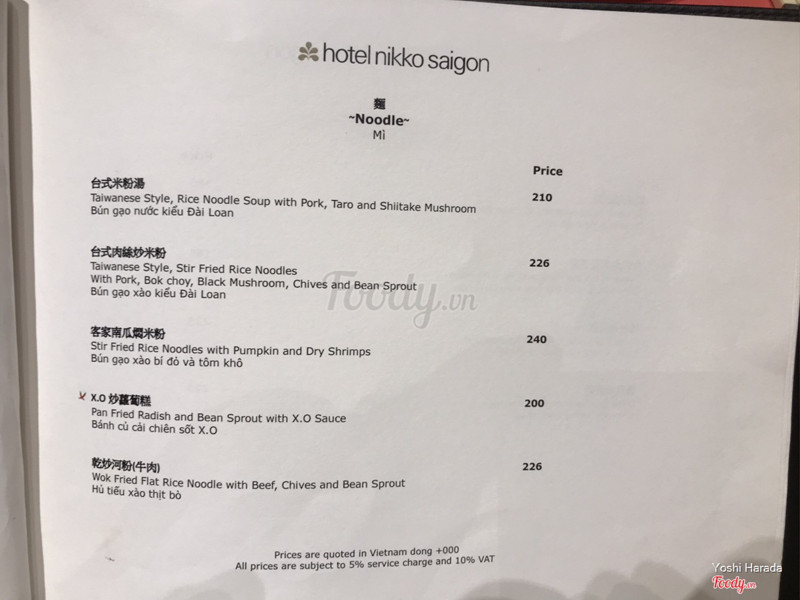 hotel nikko saigon
麵
~Noodle~
Mì
Price
台式米粉湯
Taiwanese Style, Rice Noodle Soup with Pork, Taro and Shiitake Mushroom
210
Bún gạo nước kiểu Đài Loan
台式肉絲炒米粉
Taiwanese Style, Stir Fried Rice Noodles
226
With Pork, Bok choy, Black Mushroom, Chives and Bean Sprout
Bún gạo xào kiểu Đài Loan
客家南瓜燜米粉
Stir Fried Rice Noodles with Pumpkin and Dry Shrimps
240
Bún gạo xào bí đỏ và tôm khô
X.O 炒蘿蔔糕
Pan Fried Radish and Bean Sprout with X.O Sauce
200
Bánh củ cải chiên sốt X.O
乾炒河粉(牛肉)
Wok Fried Flat Rice Noodle with Beef, Chives and Bean Sprout
226
Hủ tiếu xào thịt bò
Prices are quoted in Vietnam dong +000
All prices are subject to 5% service charge and 10% VAT
Foody.vn
Yoshi Harada
Foody.vn